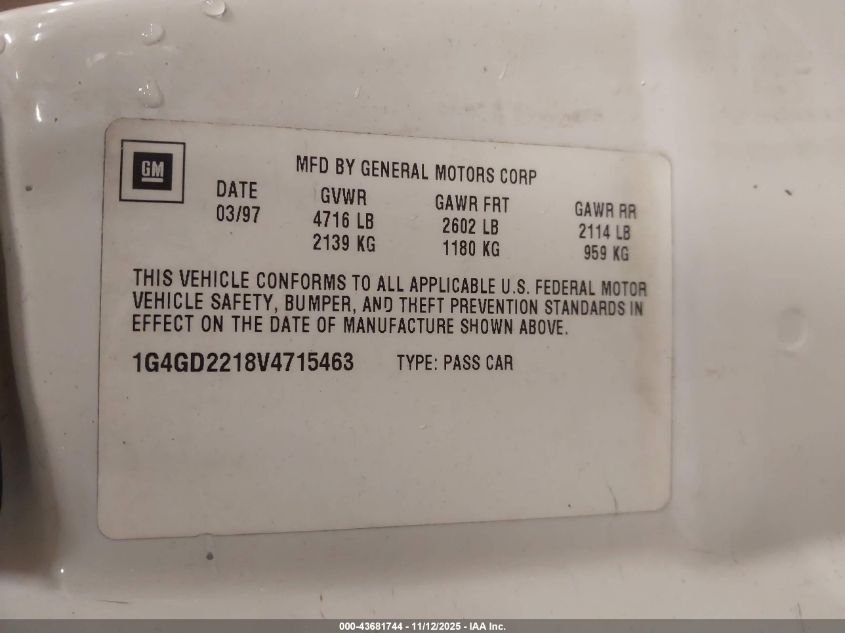 GM
MFD BY GENERAL MOTORS CORP
DATE GVWR GAWR FRT GAWR RR
03/97 4716 LB 2602 LB 2114 LB
2139 KG 1180 KG 959 KG
THIS VEHICLE CONFORMS TO ALL APPLICABLE U.S. FEDERAL MOTOR
VEHICLE SAFETY, BUMPER, AND THEFT PREVENTION STANDARDS IN
EFFECT ON THE DATE OF MANUFACTURE SHOWN ABOVE.
1G4GD2218V4715463 TYPE: PASS CAR
000-43681744 - 11/12/2025 - IAA Inc.